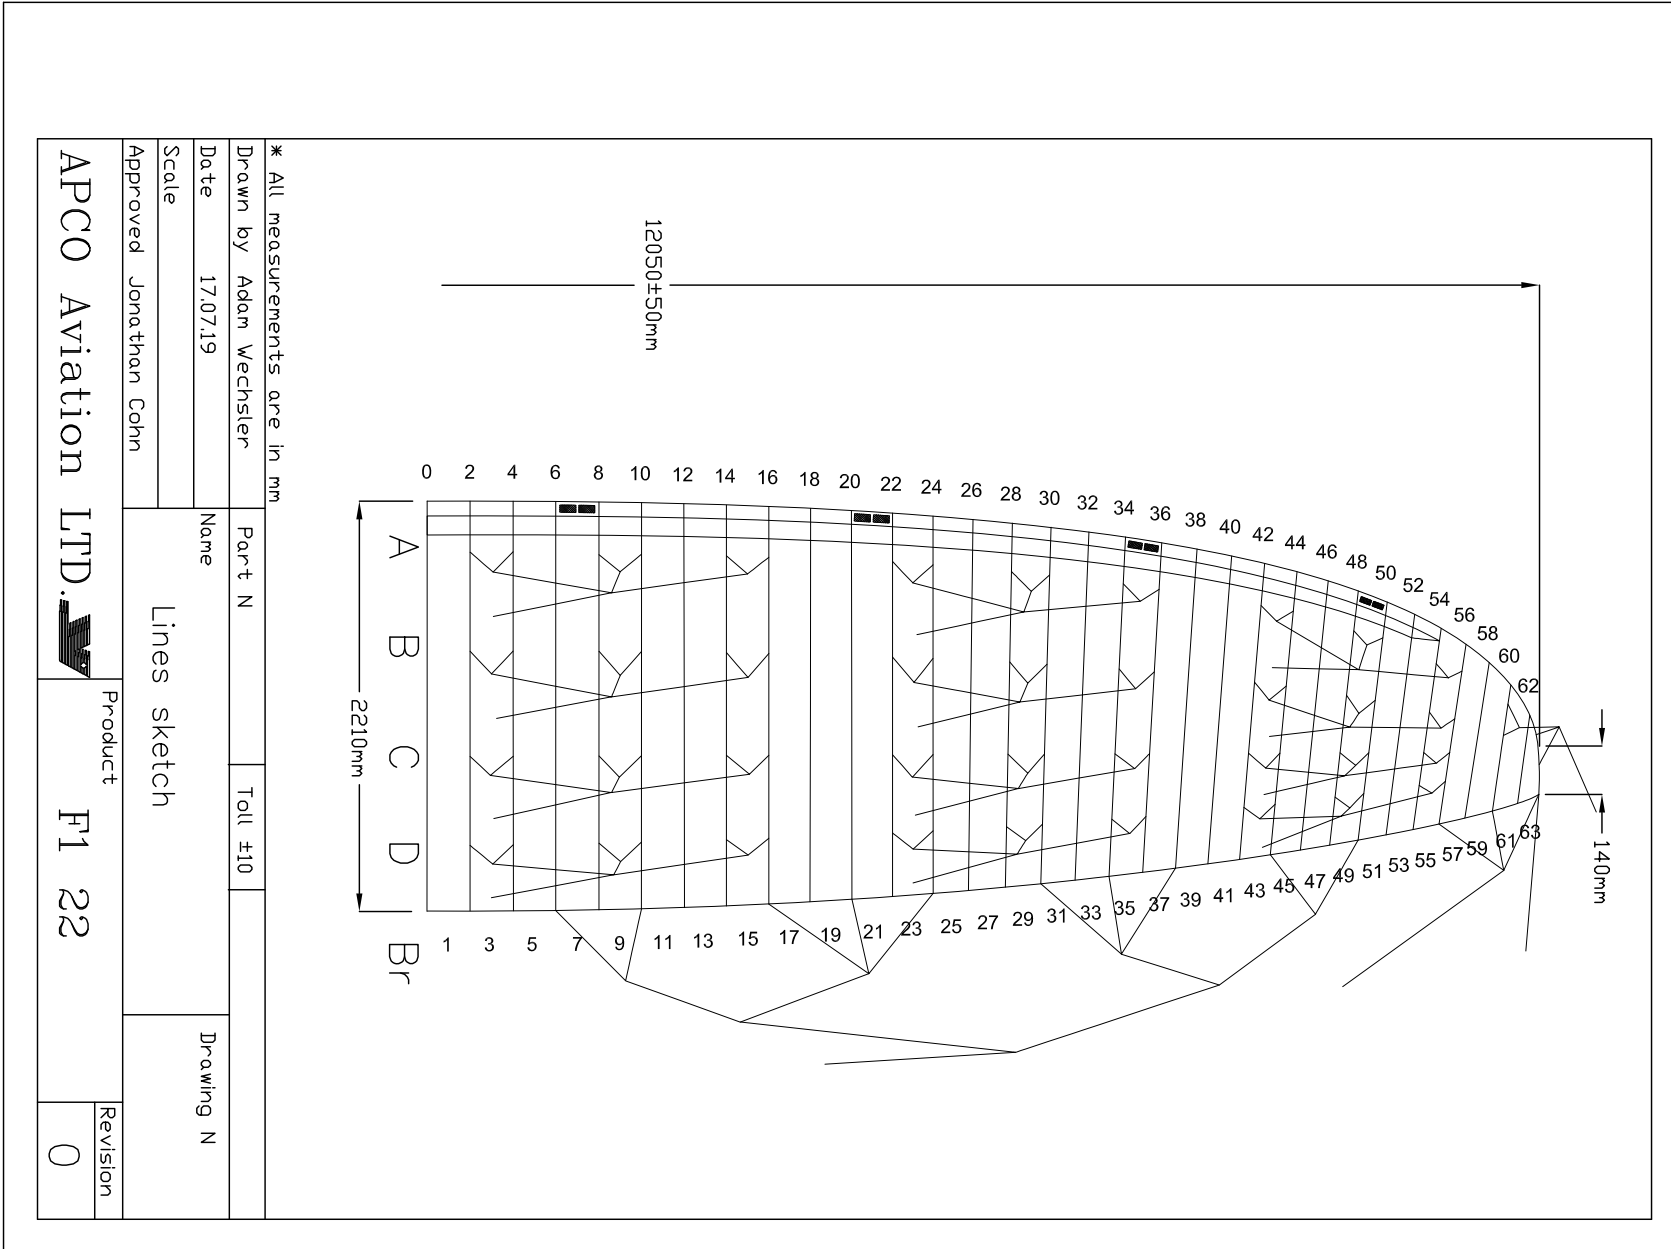 12050±50mm
0 2 4 6 8 10 12 14 16 18 20 22 24 26 28 30 32 34 36 38 40 42 44 46 48 50 52 54 56 58 60 62
A
B
C
D
Br
2210mm
140mm
1 3 5 7 9 11 13 15 17 19 21 23 25 27 29 31 33 35 37 39 41 43 45 47 49 51 53 55 57 59 61 63
* All measurements are in mm
Drawn by Adam Wechsler
Part N
Toll ±10
Date 17.07.19
Name
Drawing N
Scale
Lines sketch
Approved Jonathan Cohn
Product
Revision
APCO Aviation LTD.
F1 22
0